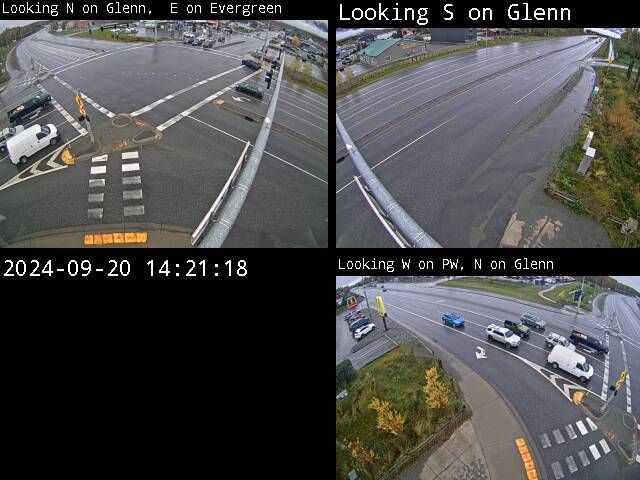 Looking N on Glenn, E on Evergreen
Looking S on Glenn
2024-09-20 14:21:18
Looking W on PW, N on Glenn